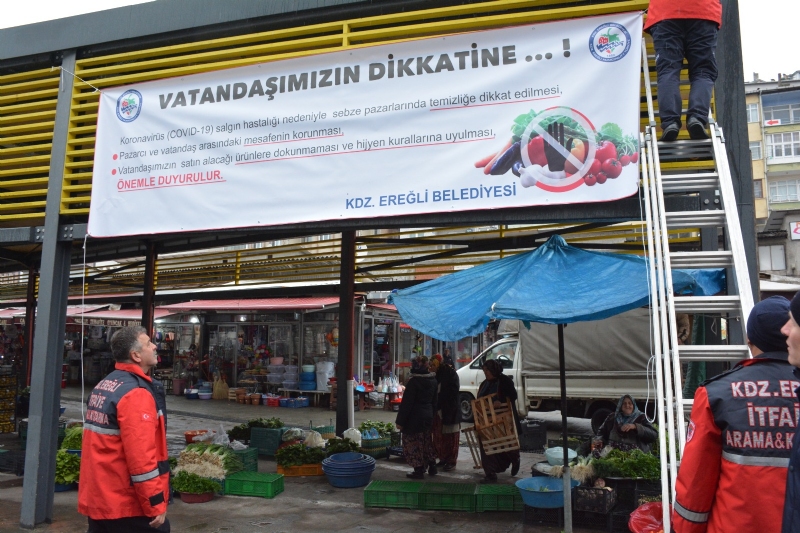 VATANDAŞIMIZIN DİKKATİNE ... !
Koronavirüs (COVID-19) salgın hastalığı nedeniyle sebze pazarlarında temizliğe dikkat edilmesi,
• Pazarcı ve vatandaş arasındaki mesafenin korunması,
• Vatandaşımızın satın alacağı ürünlere dokunmaması ve hijyen kurallarına uyulması,
ÖNEMLE DUYURULUR.
KDZ. EREĞLİ BELEDİYESİ
KDZ. E
İTFAİ
ARAMA&K